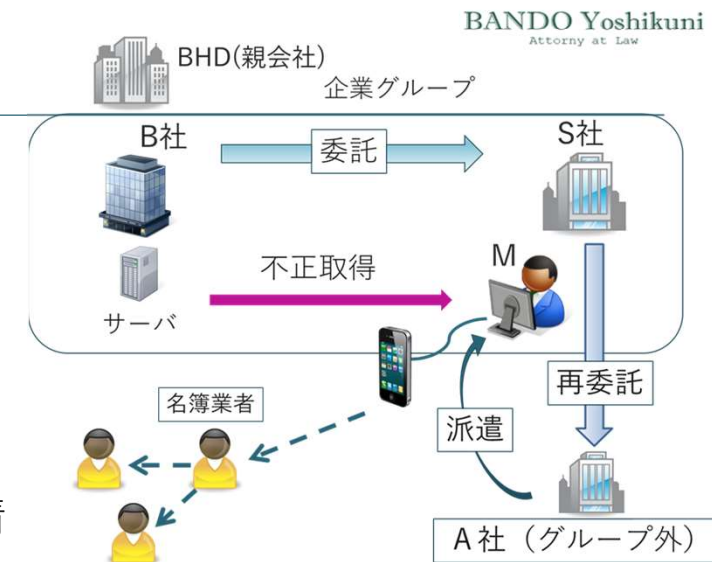 BANDO Yoshikuni
Attorny at Law
BHD(親会社)
企業グループ
B社
委託
S社
不正取得
M
サーバ
再委託
名簿業者
派遣
A社（グループ外）